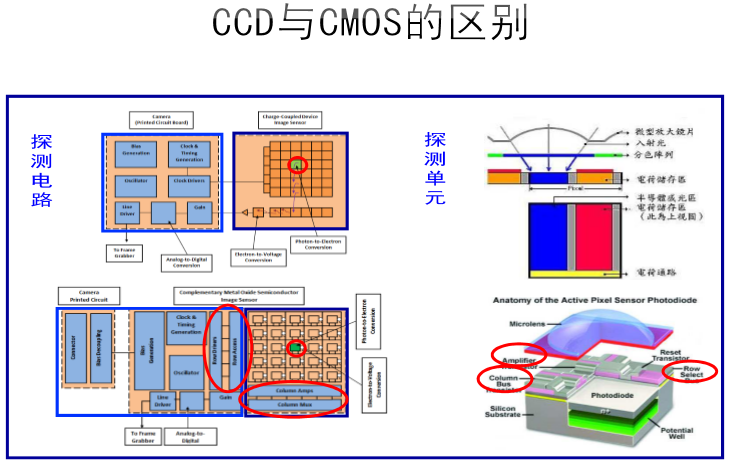 CCD与CMOS的区别
探测电路
Camera
(Printed Circuit Board)
Charge-Coupled Device
Image Sensor
Bias
Generation
Clock &
Timing
Generation
Oscillator
Clock Drivers
Line
Driver
Gain
To Frame
Grabber
Analog-to-Digital
Conversion
Electron-to-Voltage
Conversion
Photon-to-Electron
Conversion
Camera
Printed Circuit
Complementary Metal Oxide Semiconductor
Image Sensor
Connector
Bias Decoupling
Bias
Generation
Clock &
Timing
Generation
Oscillator
Row Drivers
Row Access
Line
Driver
Gain
Column Amps
Column Mux
To Frame
Grabber
Analog-to-
Digital
Photon-to-Electron
Conversion
Electron-to-Voltage
Conversion
探测单元
微型放大鏡片
入射光
分色陣列
電荷儲存區
Pixel
半導體感光區
電荷儲存區
(此為上視圖)
電荷通路
Anatomy of the Active Pixel Sensor Photodiode
Microlens
Amplifier
Transistor
Column
Bus
Transistor
Silicon
Substrate
Reset
Transistor
Row
Select
Bus
Photodiode
Potential
Well